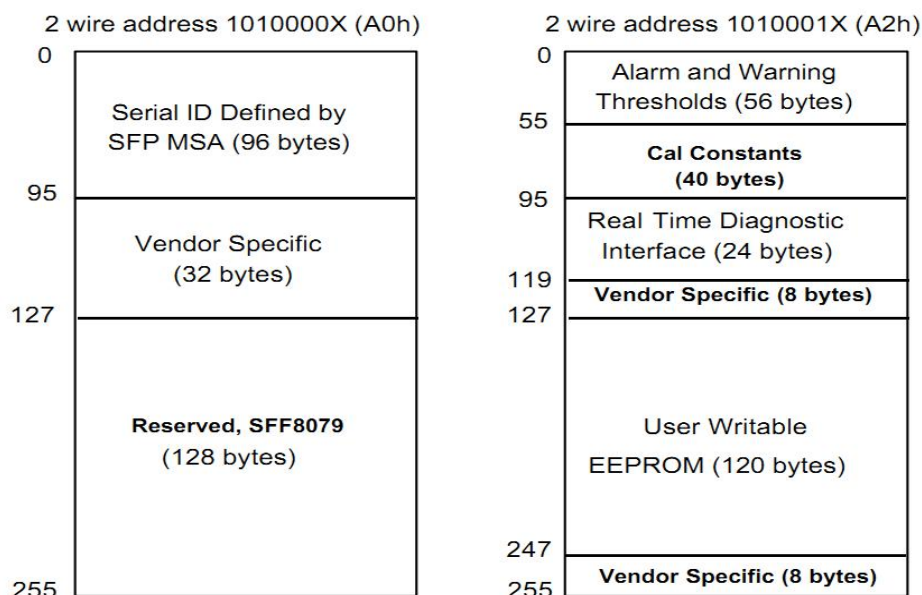 2 wire address 1010000X (A0h)
0
Serial ID Defined by
SFP MSA (96 bytes)
95
Vendor Specific
(32 bytes)
127
Reserved, SFF8079
(128 bytes)
255
2 wire address 1010001X (A2h)
0
Alarm and Warning
Thresholds (56 bytes)
55
Cal Constants
(40 bytes)
95
Real Time Diagnostic
Interface (24 bytes)
119
Vendor Specific (8 bytes)
127
User Writable
EEPROM (120 bytes)
247
Vendor Specific (8 bytes)
255